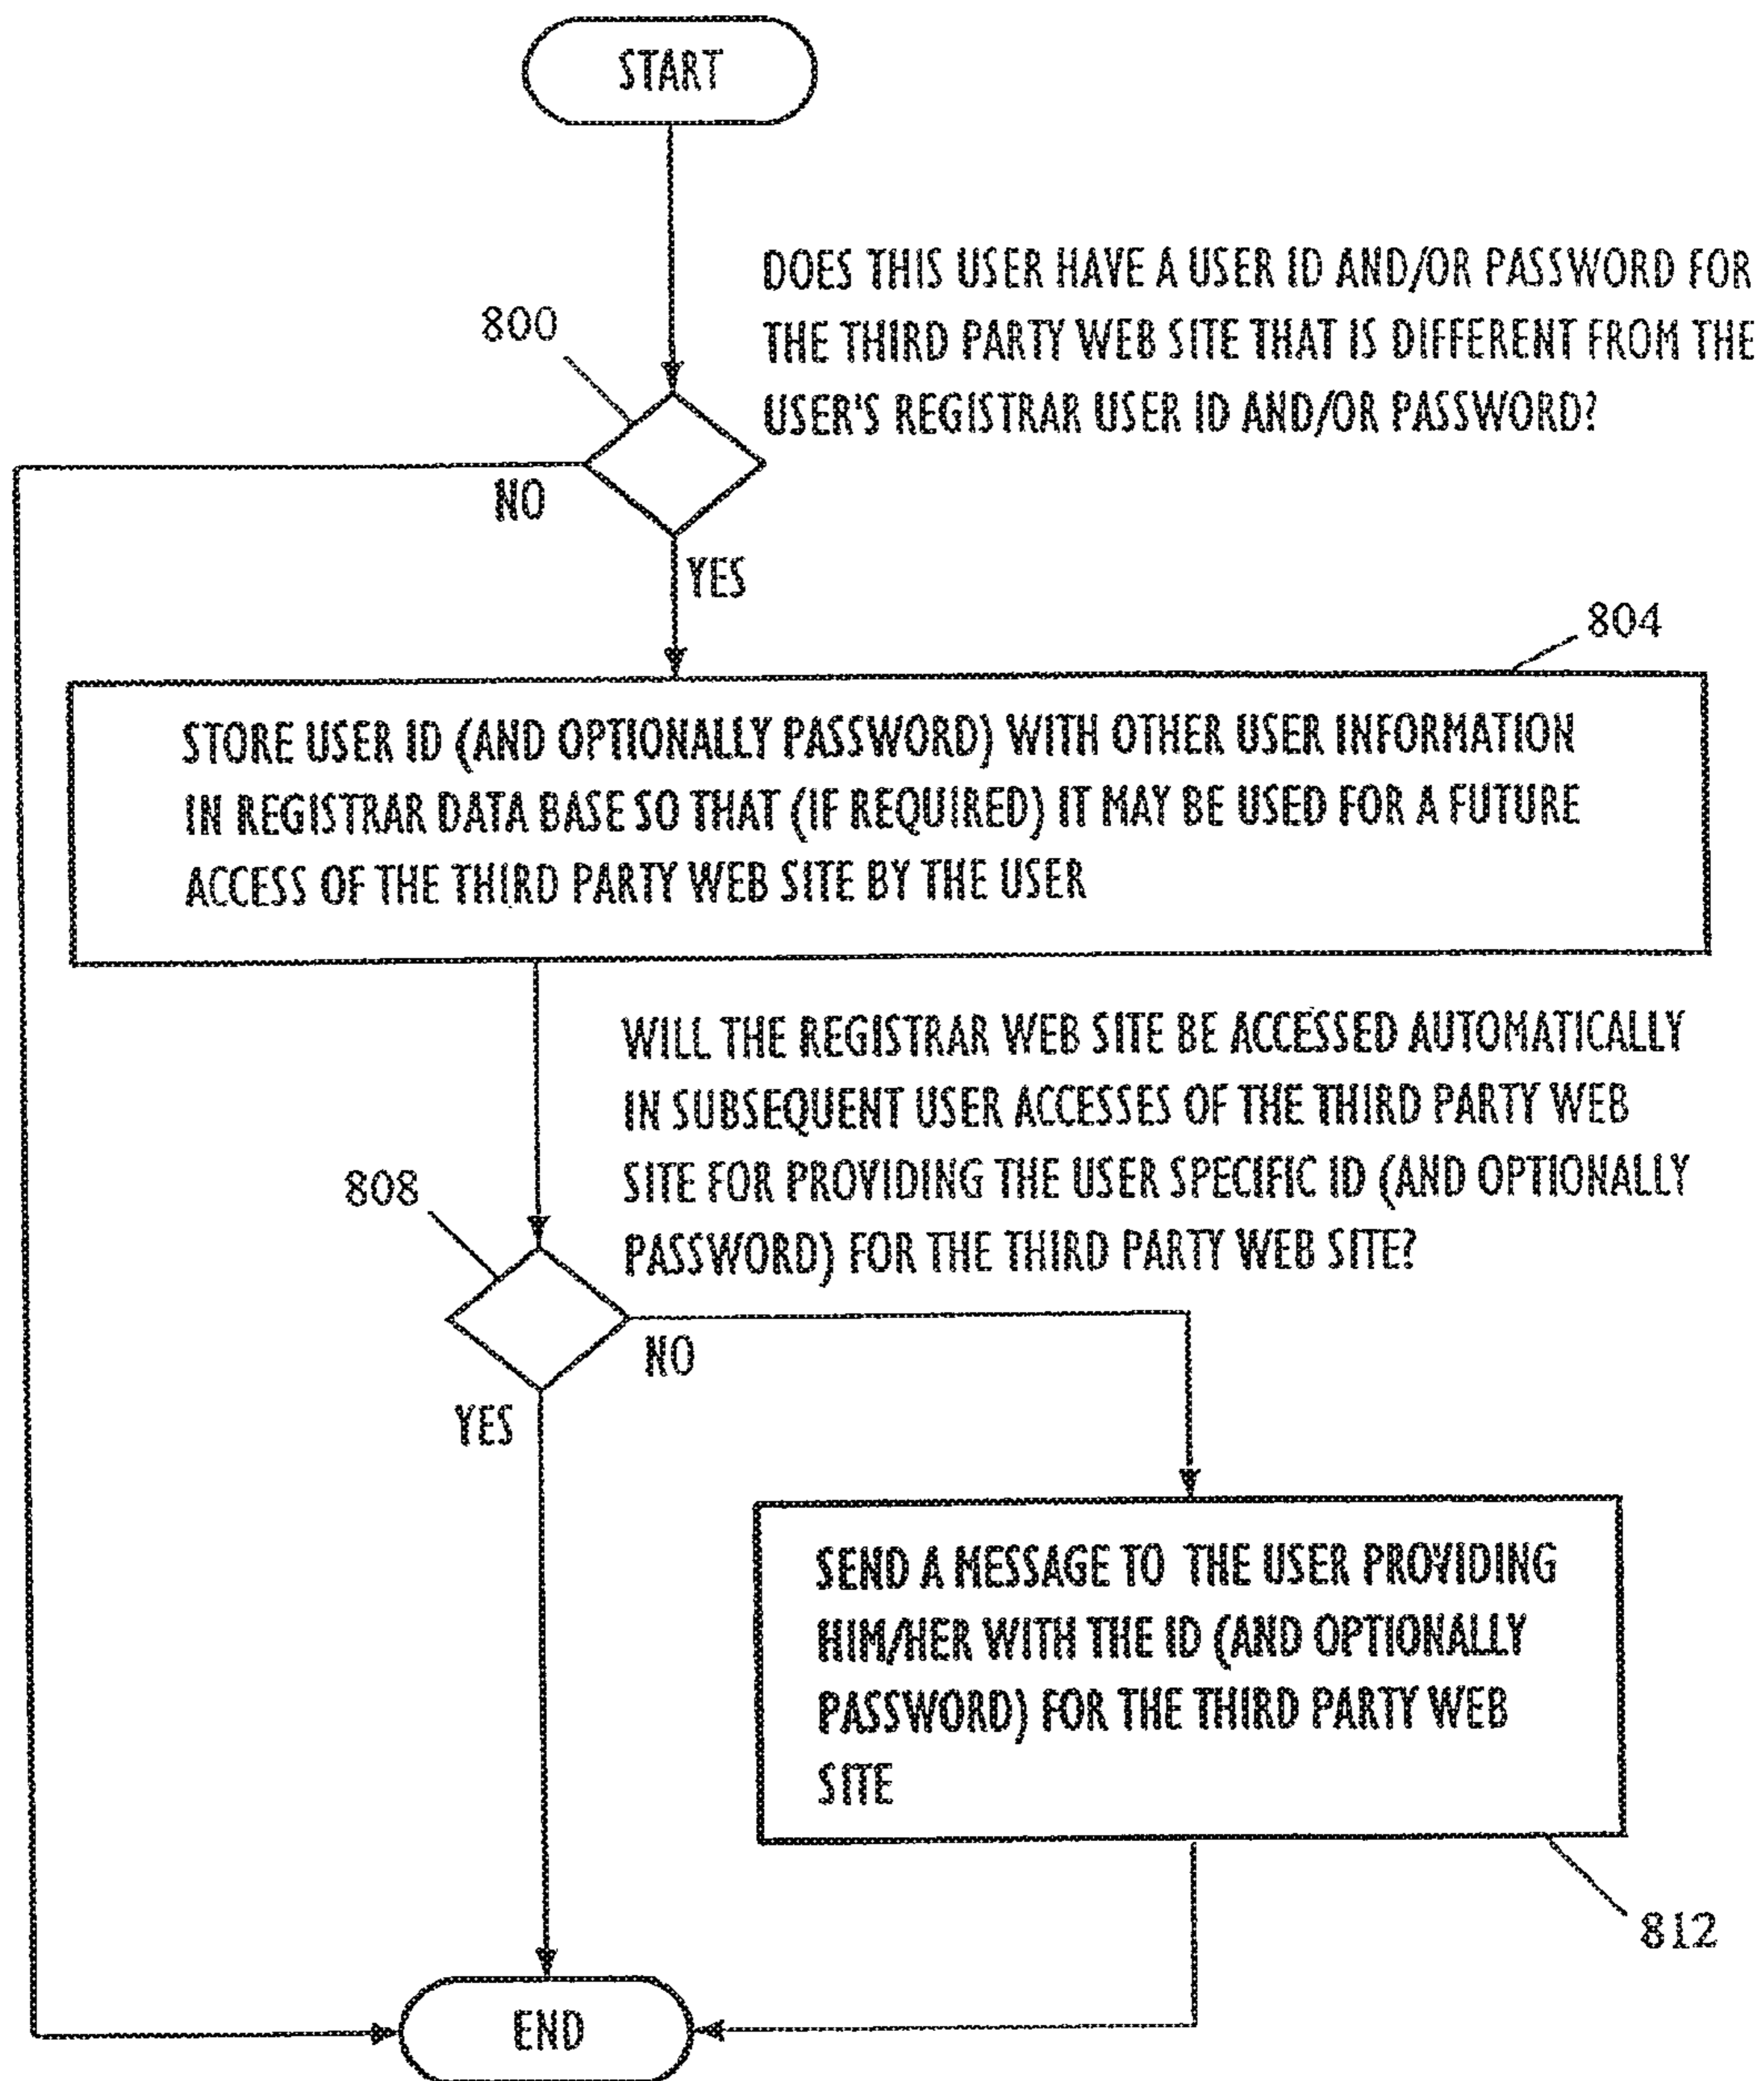 START
DOES THIS USER HAVE A USER ID AND/OR PASSWORD FOR
THE THIRD PARTY WEB SITE THAT IS DIFFERENT FROM THE
USER'S REGISTRAR USER ID AND/OR PASSWORD?
800
NO
YES
804
STORE USER ID (AND OPTIONALLY PASSWORD) WITH OTHER USER INFORMATION
IN REGISTRAR DATA BASE SO THAT (IF REQUIRED) IT MAY BE USED FOR A FUTURE
ACCESS OF THE THIRD PARTY WEB SITE BY THE USER
WILL THE REGISTRAR WEB SITE BE ACCESSED AUTOMATICALLY
IN SUBSEQUENT USER ACCESSES OF THE THIRD PARTY WEB
SITE FOR PROVIDING THE USER SPECIFIC ID (AND OPTIONALLY
PASSWORD) FOR THE THIRD PARTY WEB SITE?
808
NO
YES
SEND A MESSAGE TO THE USER PROVIDING
HIM/HER WITH THE ID (AND OPTIONALLY
PASSWORD) FOR THE THIRD PARTY WEB
SITE
812
END